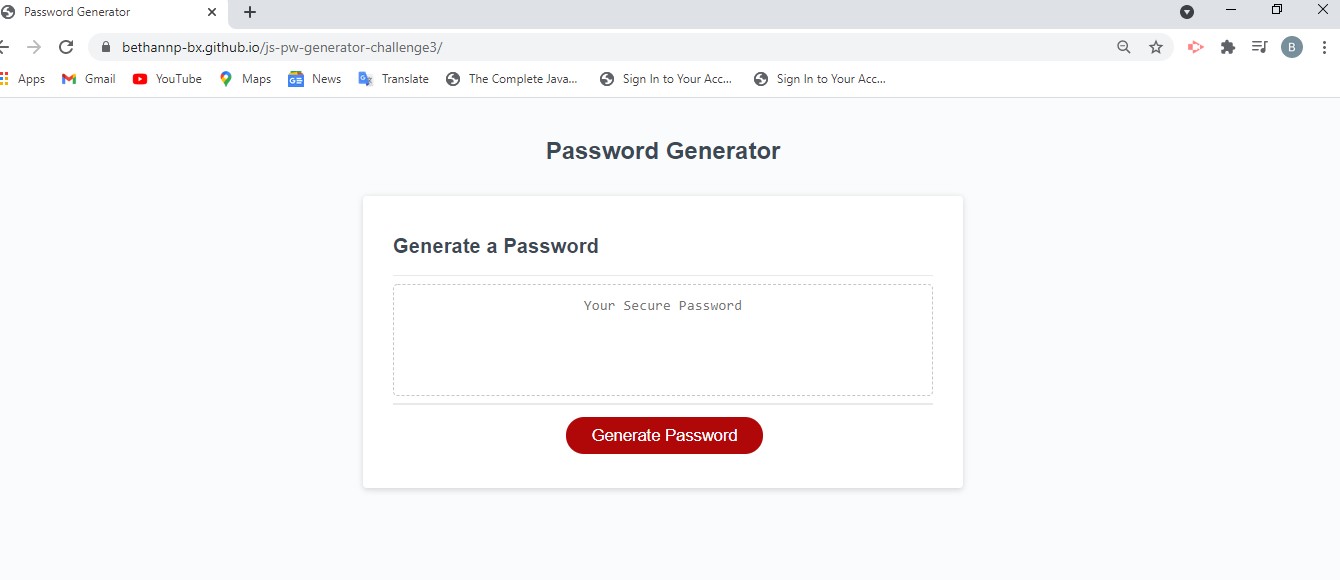 Password Generator
bethannp-bx.github.io/js-pw-generator-challenge3/
B
Apps Gmail YouTube Maps News Translate The Complete Java... Sign In to Your Acc... Sign In to Your Acc...
Password Generator
Generate a Password
Your Secure Password
Generate Password